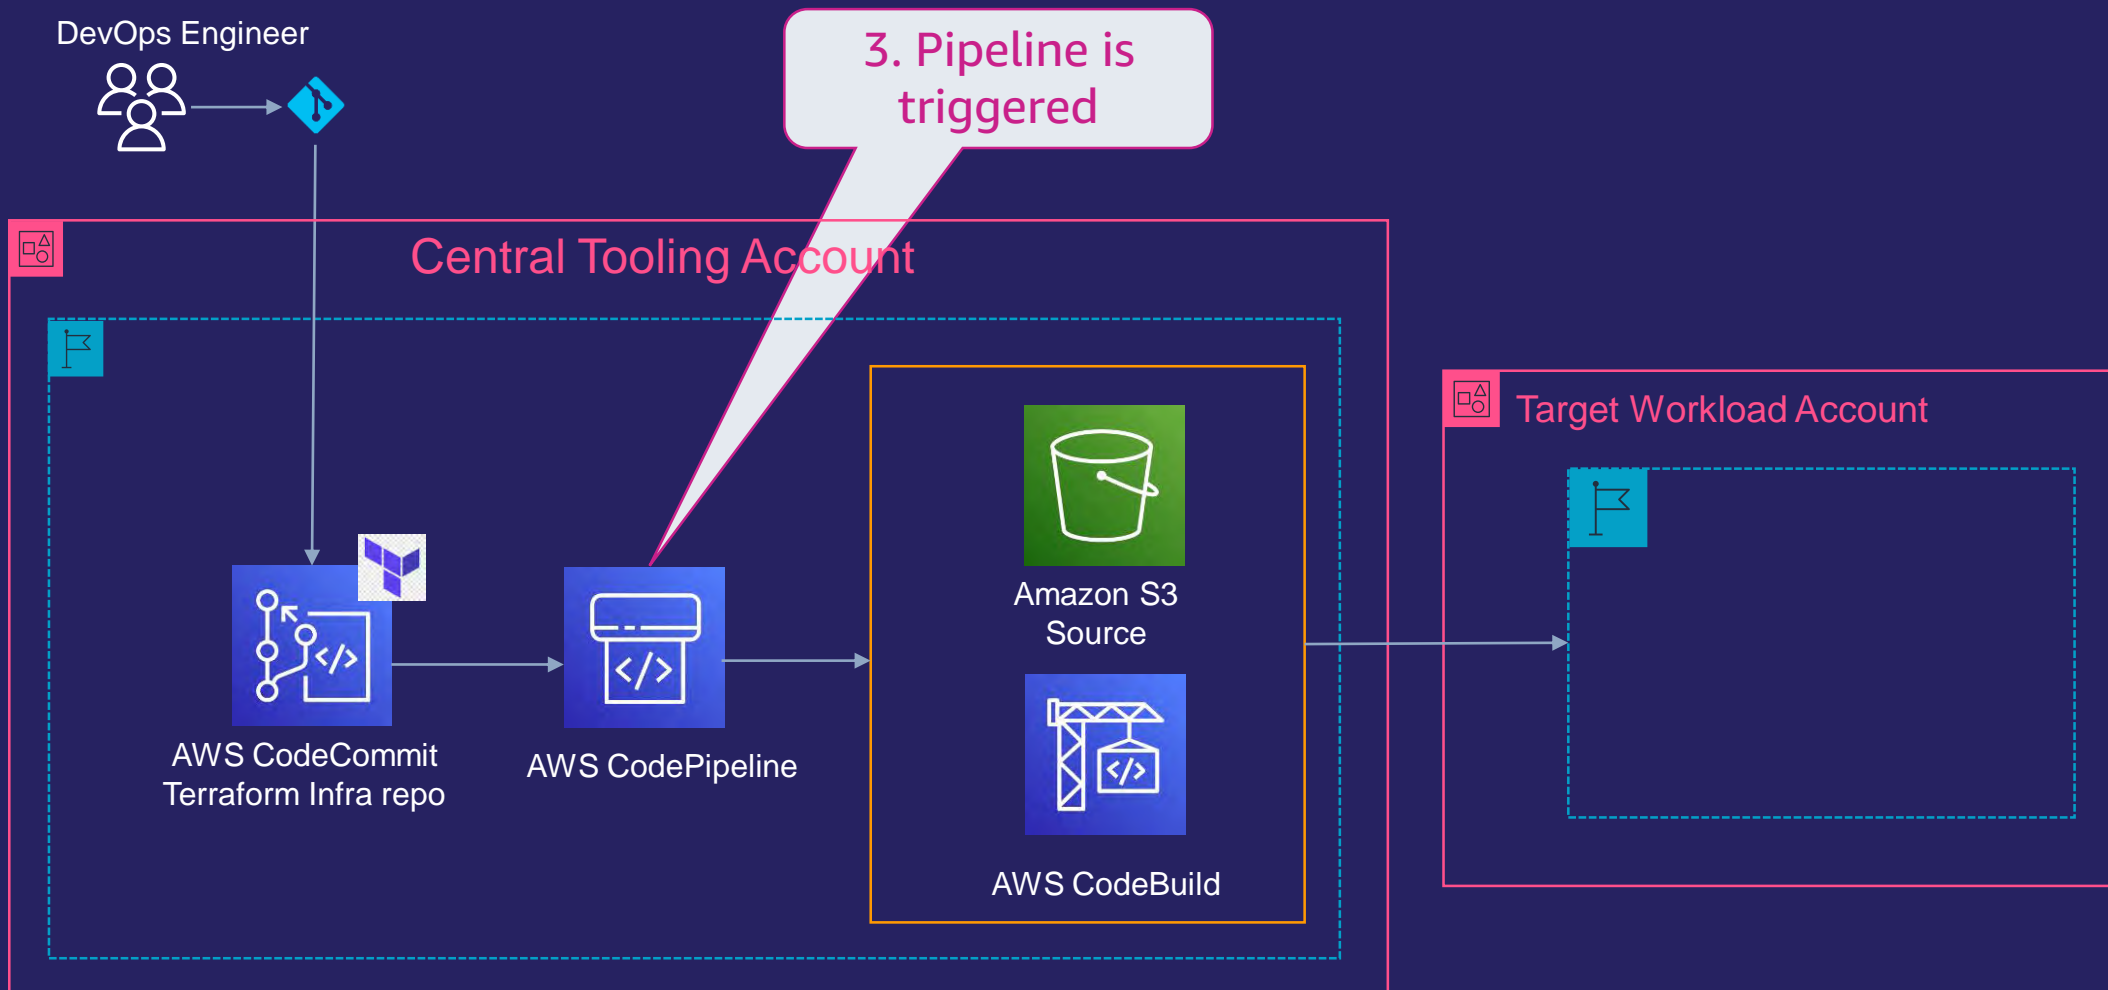 DevOps Engineer
3. Pipeline is
triggered
Central Tooling Account
Target Workload Account
Amazon S3
Source
AWS CodeCommit
Terraform Infra repo
AWS CodePipeline
AWS CodeBuild